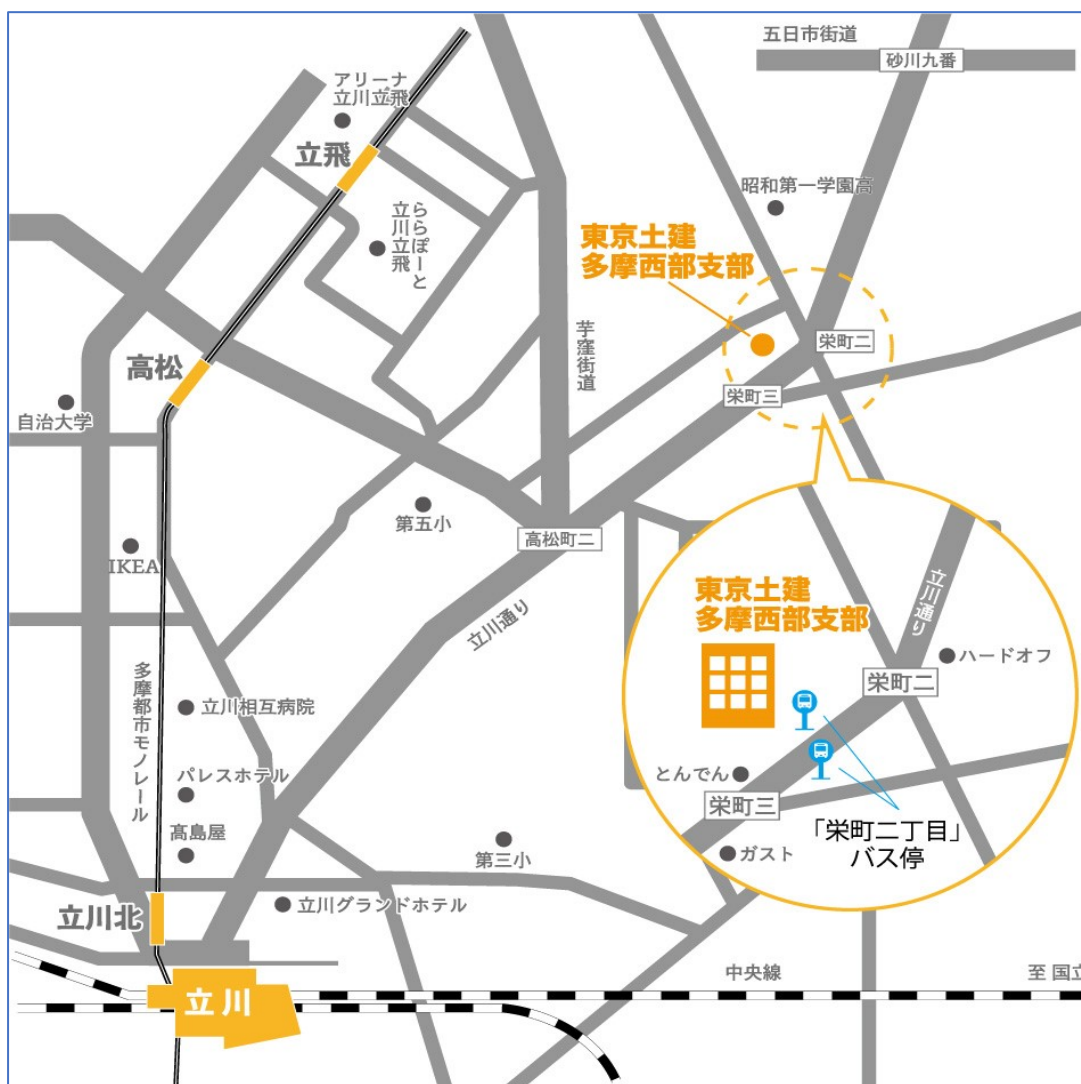 五日市街道
砂川九番
アリーナ
立川立飛
立飛
昭和第一学園高
ららぽーと
立川立飛
東京土建
多摩西部支部
芋窪街道
栄町二
高松
栄町三
自治大学
第五小
高松町二
IKEA
立川通り
東京土建
多摩西部支部
立川通り
ハードオフ
栄町二
多摩都市モノレール
立川相互病院
とんでん
パレスホテル
栄町三
「栄町二丁目」
バス停
髙島屋
第三小
ガスト
立川北
立川グランドホテル
中央線
至 国立
立川